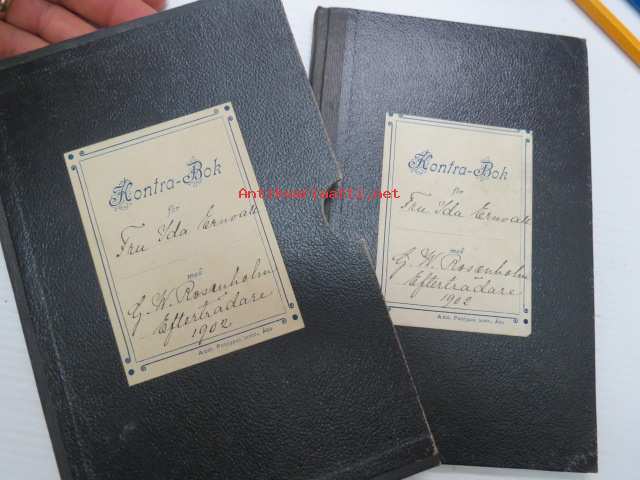 Kontra-Bok
för
Fru Ida Ernvall
med
G. W. Rosenholm
Efterträdare
1902
Kontra-Bok
för
Fru Ida Ernvall
med
G. W. Rosenholm
Efterträdare
1902
Antikvariaatti.net